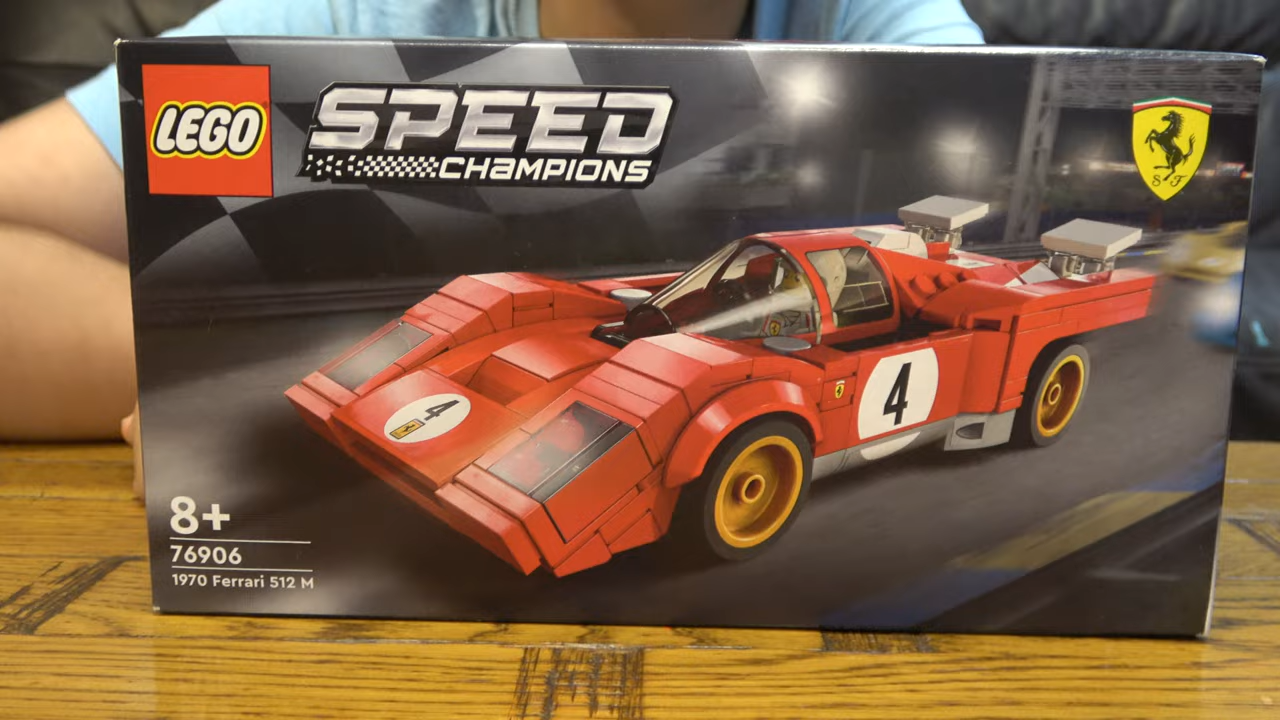 LEGO
SPEED
CHAMPIONS
S F
4
4
8+
76906
1970 Ferrari 512 M